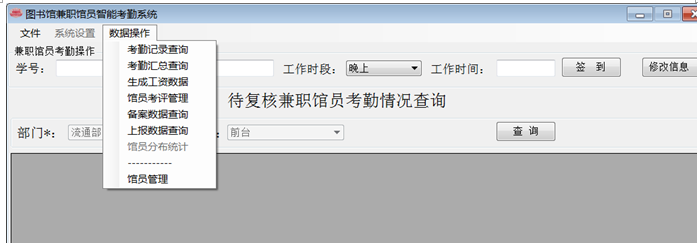 图书馆兼职馆员智能考勤系统
文件 系统设置 数据操作
兼职馆员考勤操作
考勤记录查询
学号: 考勤汇总查询 工作时段: 晚上 工作时间: 签 到 修改信息
生成工资数据
馆员考评管理 待复核兼职馆员考勤情况查询
备案数据查询
部门*: 流通部 上报数据查询 : 前台 查 询
馆员分布统计
-----------
馆员管理